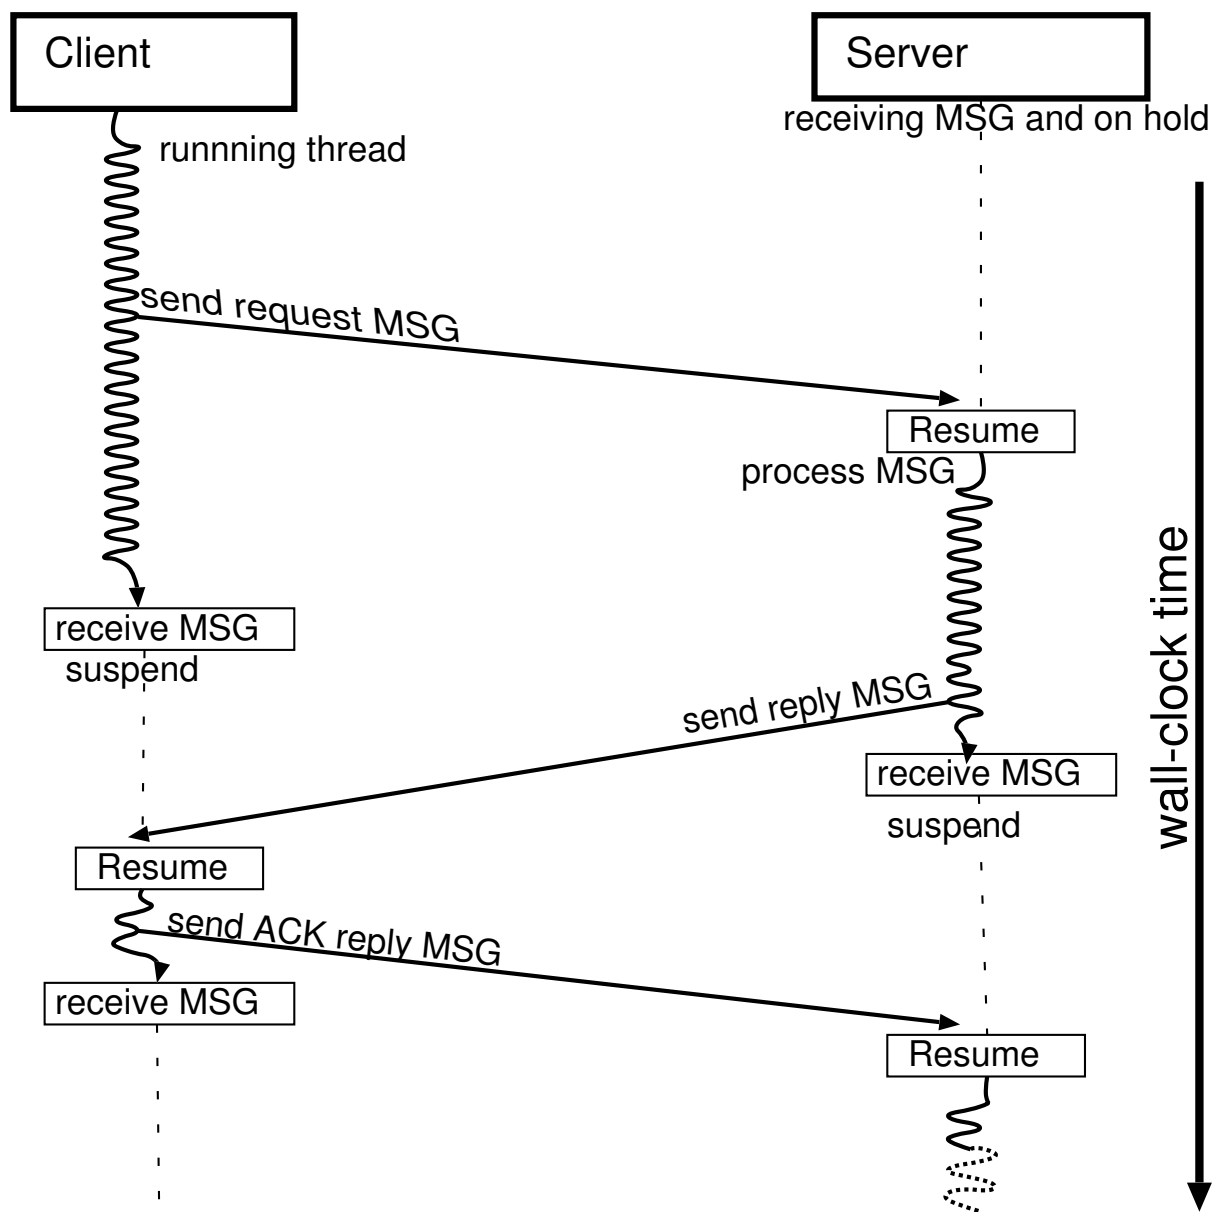 Client
Server
receiving MSG and on hold
runnning thread
send request MSG
Resume
process MSG
wall-clock time
receive MSG
suspend
send reply MSG
receive MSG
suspend
Resume
send ACK reply MSG
receive MSG
Resume